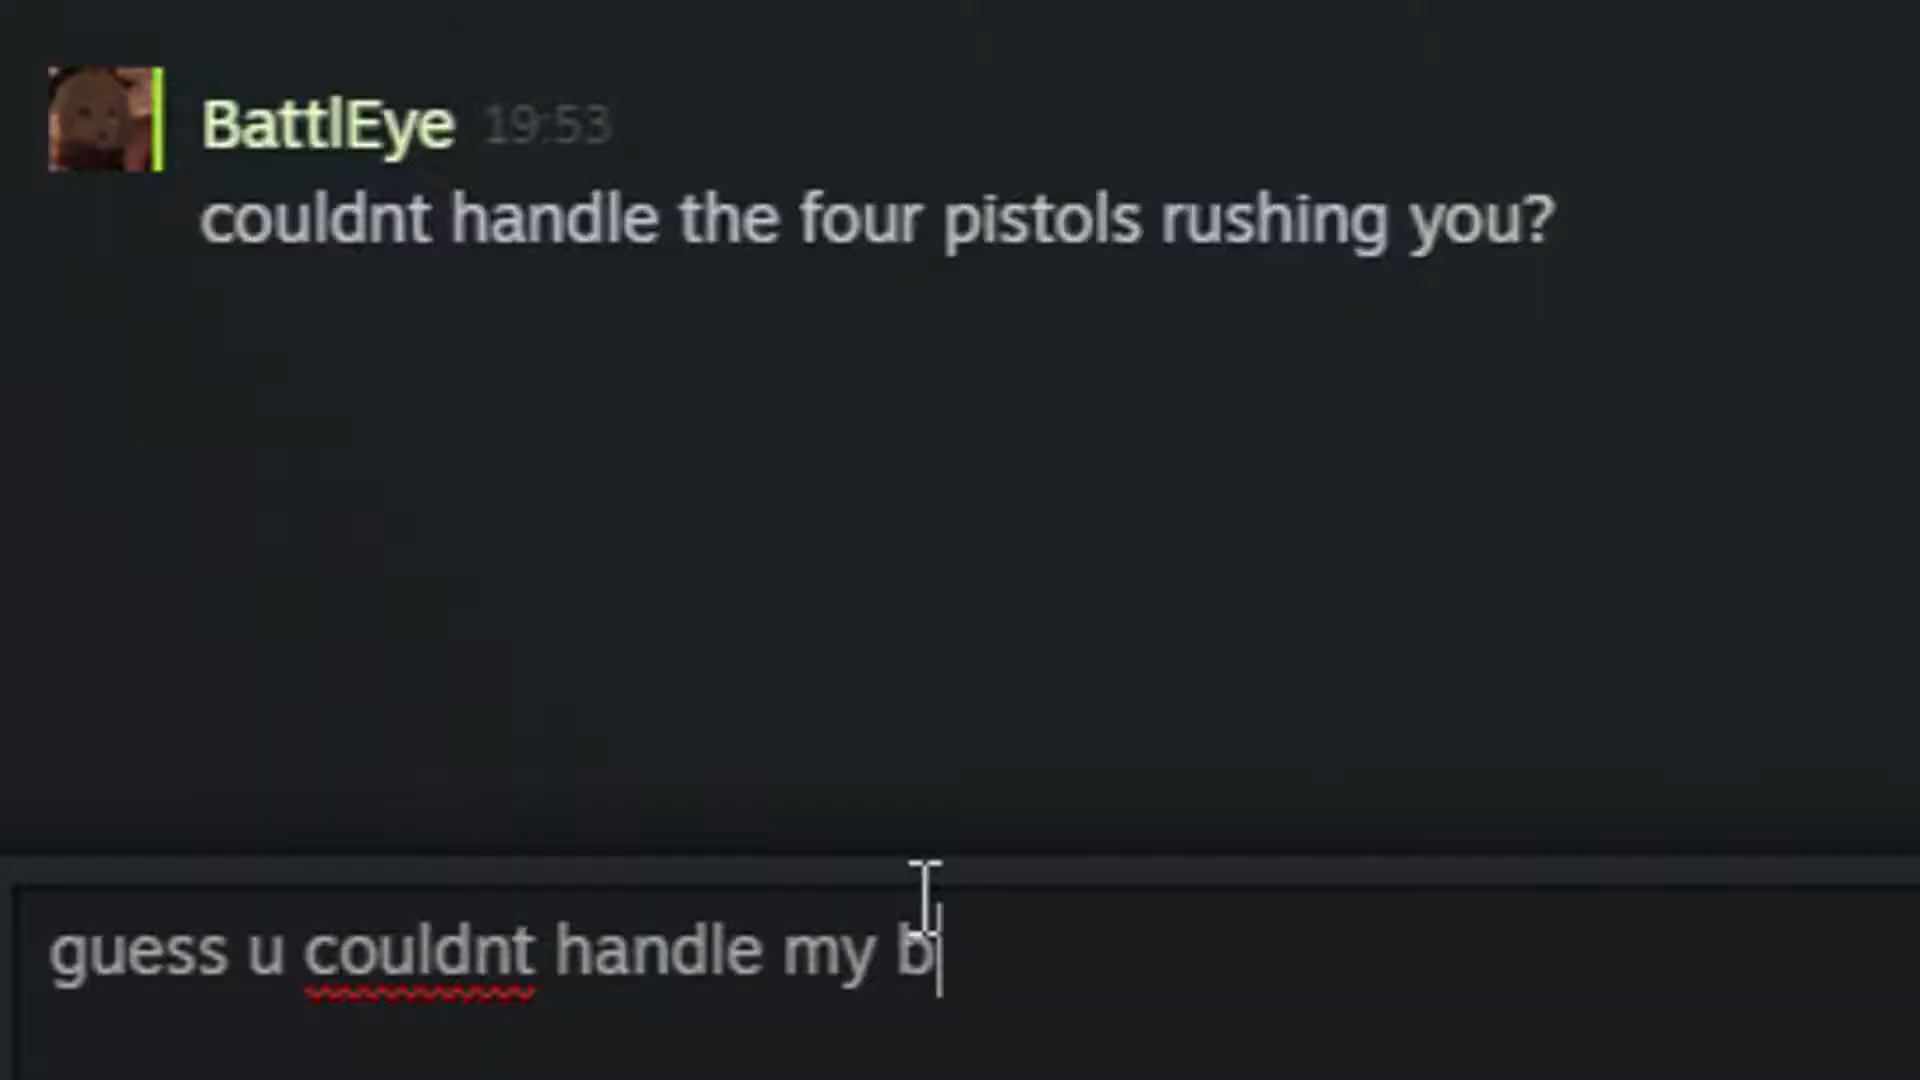 BattlEye 19:53
couldnt handle the four pistols rushing you?
guess u couldnt handle my b